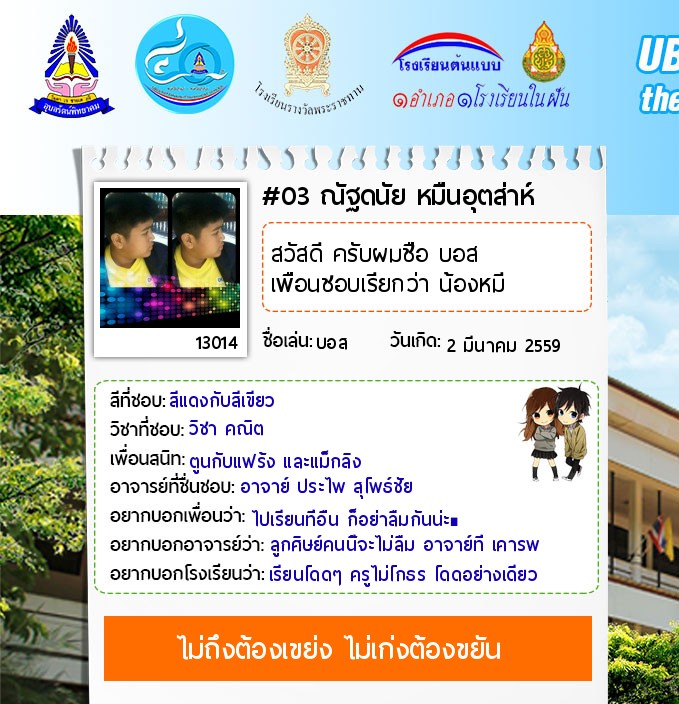 อุบลรัตน์พิทยาคม
โรงเรียนรางวัลพระราชทาน
โรงเรียนต้นแบบ
๑อำเภอ๑โรงเรียนในฝัน
UB
the
#03 ณัฐดนัย หมืนอุตส่าห์
สวัสดี ครับผมชือ บอส
เพือนชอบเรียกว่า น้องหมี
13014
ชื่อเล่น: บอส วันเกิด: 2 มีนาคม 2559
สีที่ชอบ: สีแดงกับสีเขียว
วิชาที่ชอบ: วิชา คณิต
เพื่อนสนิท: ตูนกับแฟรัง และแม็กลิง
อาจารย์ที่ชื่นชอบ: อาจาย์ ประไพ สุโพธ์ชัย
อยากบอกเพื่อนว่า: ไปเรียนทีอืน ก็อย่าลืมกันน่ะ
อยากบอกอาจารย์ว่า: ลูกศิษย์คนนีจะไม่ลืม อาจาย์ที เคารพ
อยากบอกโรงเรียนว่า: เรียนโดดๆ ครูไม่โกธร โดดอย่างเดียว
ไม่ถึงต้องเขย่ง ไม่เก่งต้องขยัน